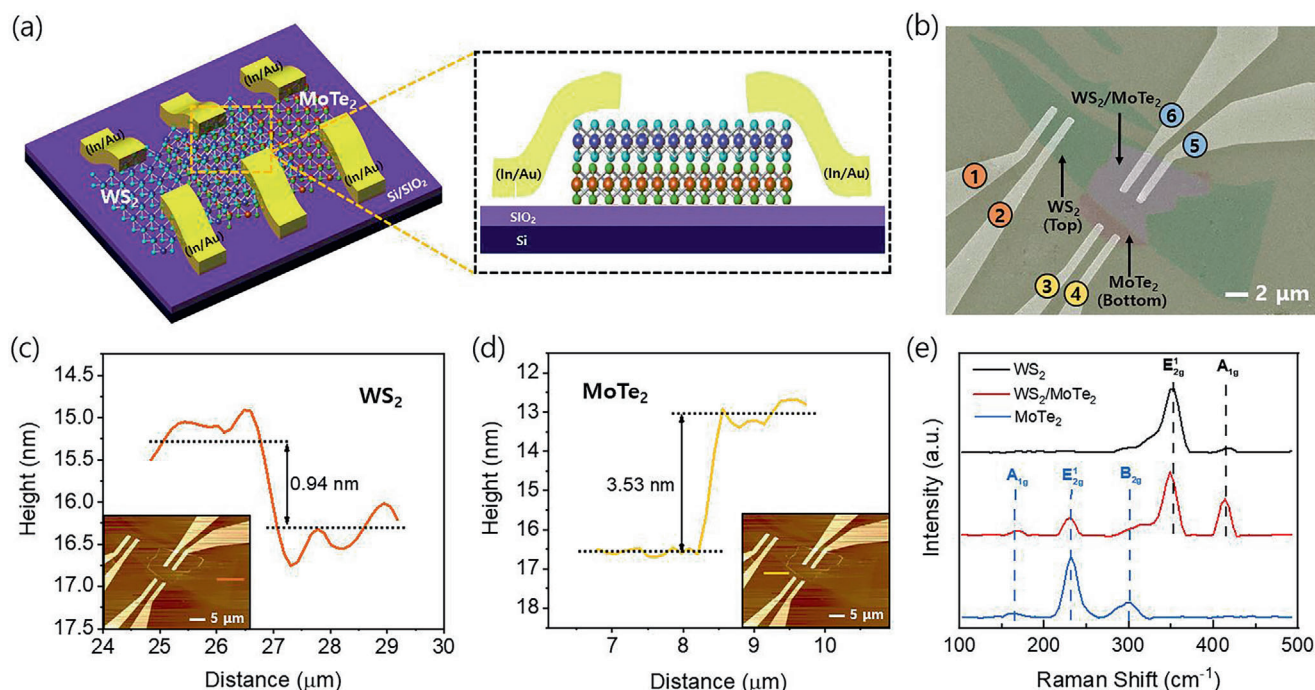 (a)
(In/Au)
MoTe₂
(In/Au)
(In/Au)
(In/Au)
WS₂
(In/Au)
(In/Au)
Si/SIO₂
(In/Au)
(In/Au)
SIO₂
Si
(b)
WS₂/MoTe₂
6
5
1
2
WS₂
(Top)
3
4
MoTe₂
(Bottom)
2 μm
(c)
WS₂
Height (nm)
14.5
15.0
15.5
16.0
16.5
17.0
17.5
0.94 nm
5 μm
24 25 26 27 28 29 30
Distance (μm)
(d)
MoTe₂
Height (nm)
12
13
14
15
16
17
18
3.53 nm
5 μm
7 8 9 10
Distance (μm)
(e)
WS₂
WS₂/MoTe₂
MoTe₂
E¹₂g
A₁g
A₁g
E¹₂g
B₂g
Intensity (a.u.)
100 200 300 400 500
Raman Shift (cm⁻¹)